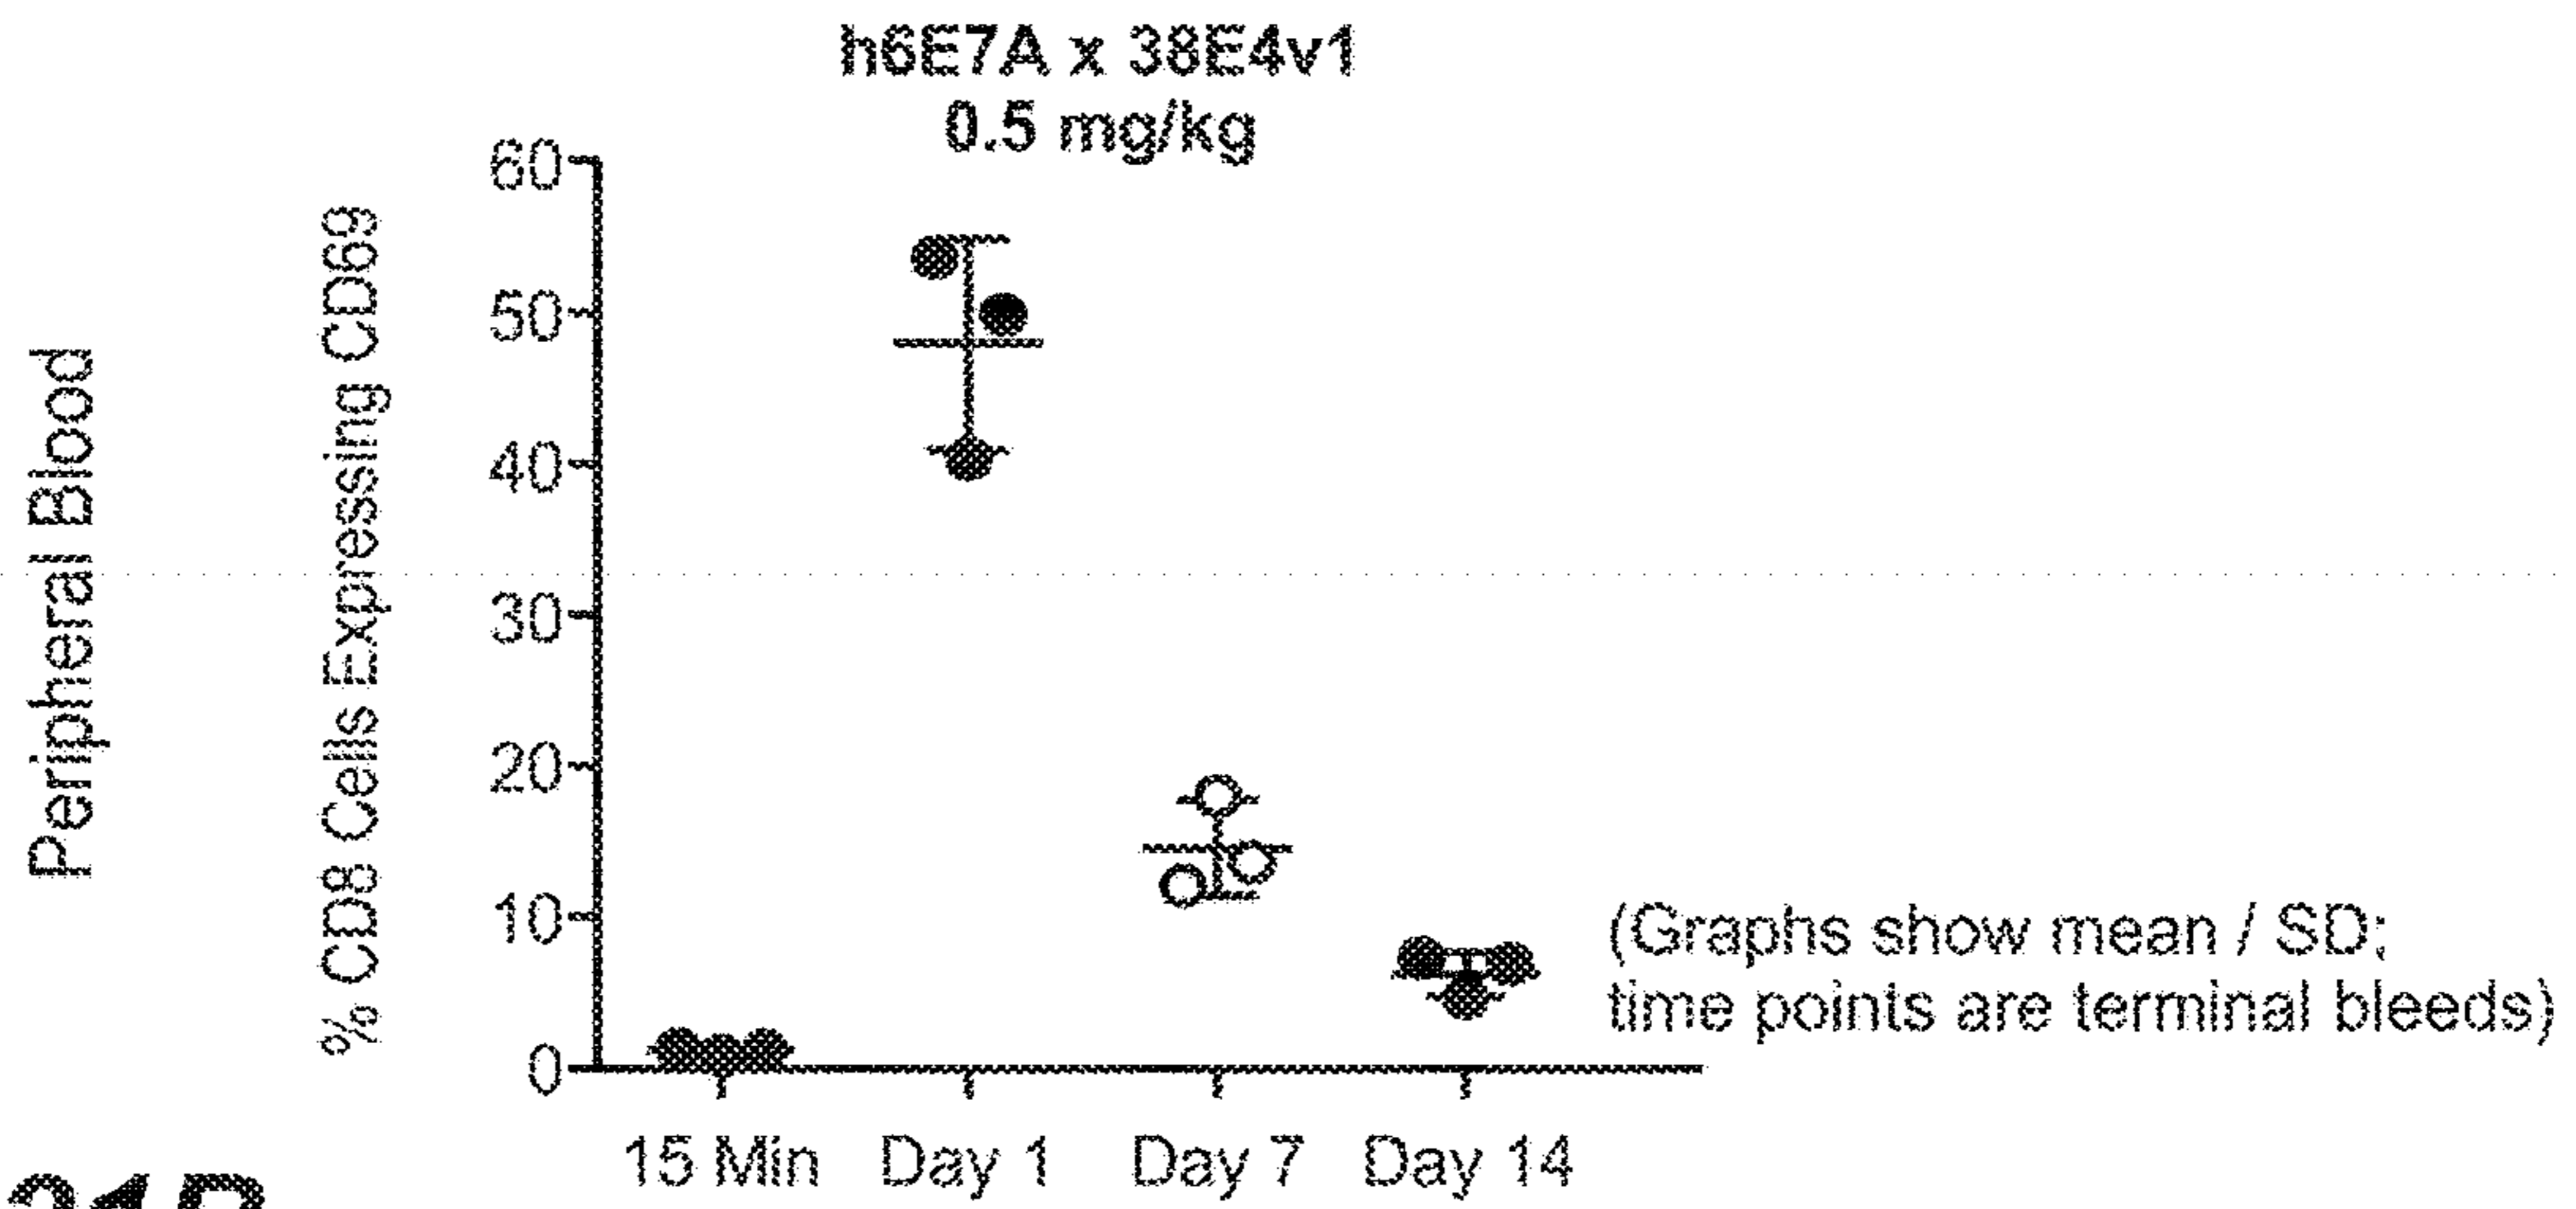 h6E7A x 38E4v1
0.5 mg/kg
Peripheral Blood
% CD8 Cells Expressing CD69
60
50
40
30
20
10
0
15 Min Day 1 Day 7 Day 14
(Graphs show mean / SD;
time points are terminal bleeds)